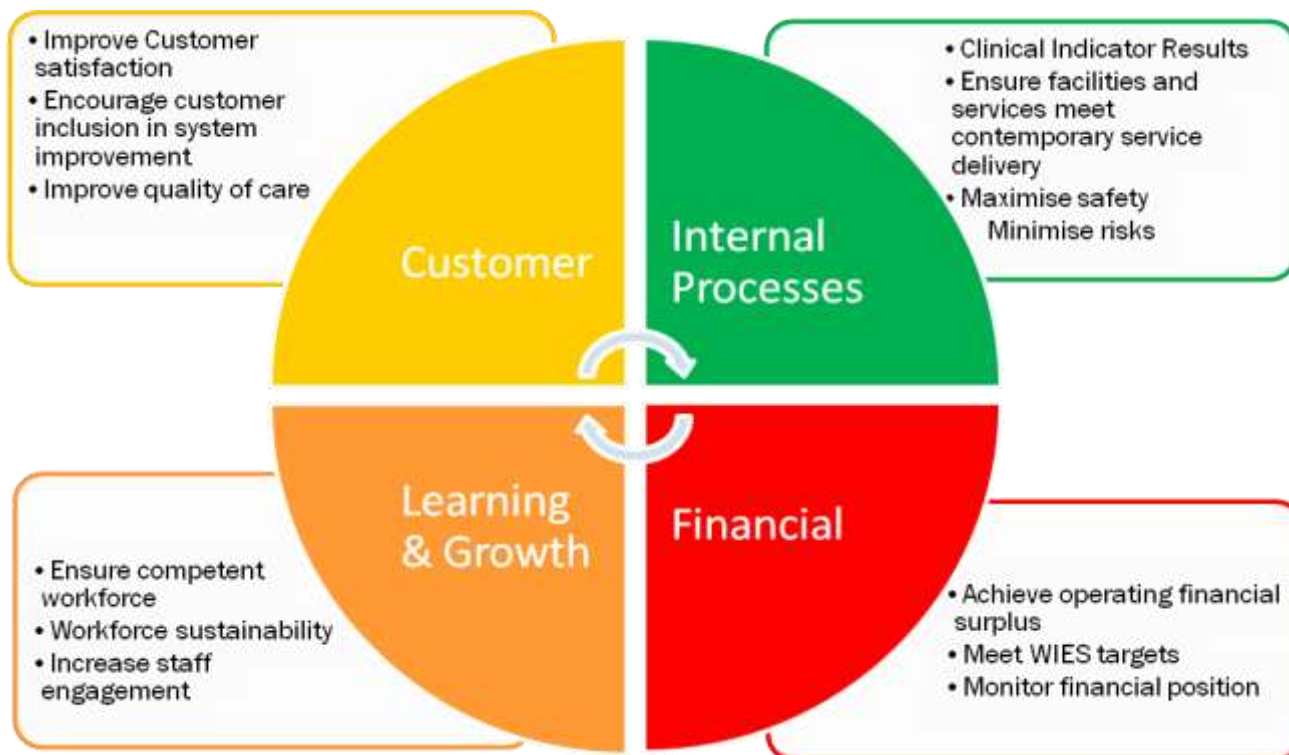 • Improve Customer
satisfaction
• Encourage customer
inclusion in system
improvement
• Improve quality of care
Customer
• Clinical Indicator Results
• Ensure facilities and
services meet
contemporary service
delivery
• Maximise safety
Minimise risks
Internal
Processes
Learning
& Growth
• Ensure competent
workforce
• Workforce sustainability
• Increase staff
engagement
Financial
• Achieve operating financial
surplus
• Meet WIES targets
• Monitor financial position